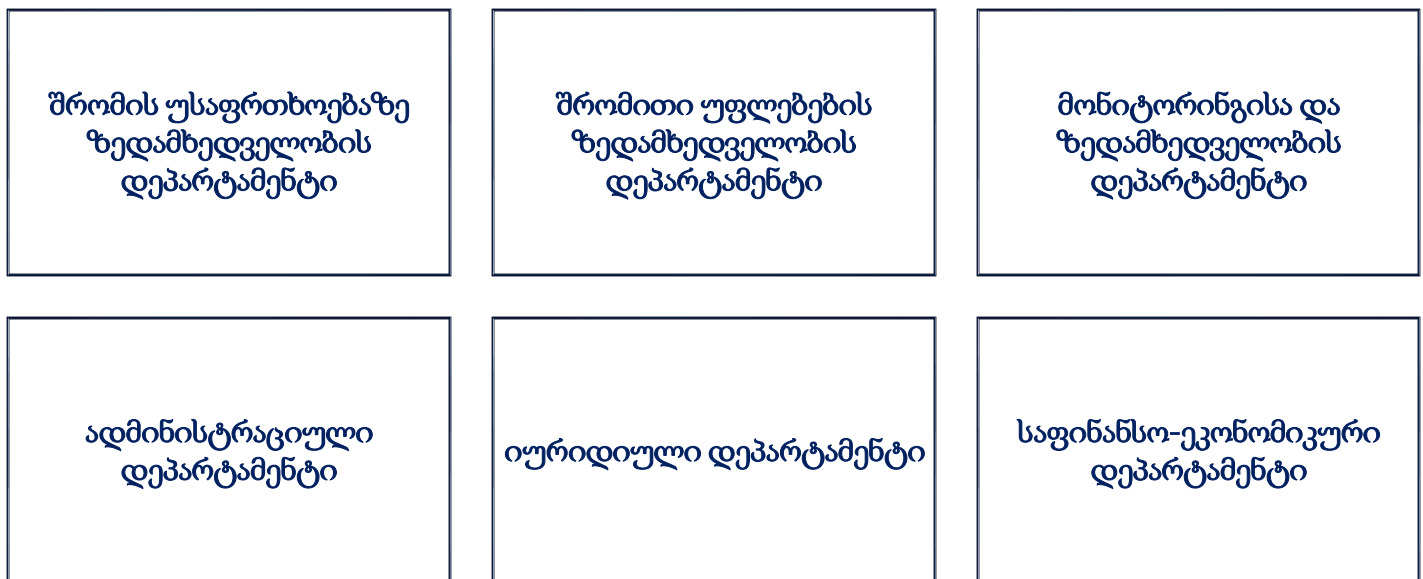 შრომის უსაფრთხოებაზე
ზედამხედველობის
დეპარტამენტი
შრომითი უფლებების
ზედამხედველობის
დეპარტამენტი
მონიტორინგისა და
ზედამხედველობის
დეპარტამენტი
ადმინისტრაციული
დეპარტამენტი
იურიდიული დეპარტამენტი
საფინანსო-ეკონომიკური
დეპარტამენტი